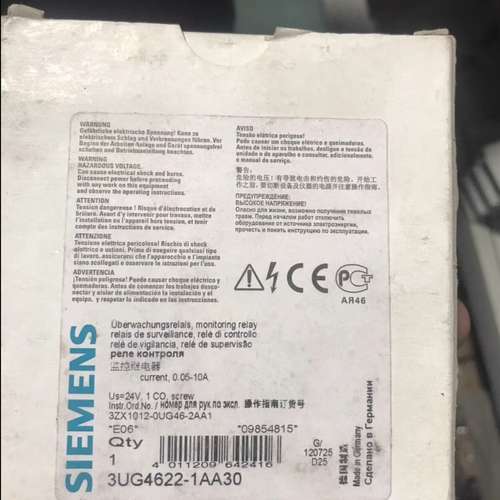 WARNUNG
Gefährliche elektrische Spannung! Kann zu
elektrischem Schlag und Verbrennungen führen. Vor
Beginn der Arbeiten Anlage und Gerät spannungsfrei
schalten und Betriebsanleitung beachten.
WARNING
HAZARDOUS VOLTAGE.
Can cause electrical shock and burns.
Disconnect power before proceeding
with any work on this equipment
and observe the operating instructions.
ATTENTION
Tension dangereuse ! Risque d'électrocution et de
brûlure. Avant d'y intervenir pour travaux, mettre
l'installation ou l'appareil hors tension, et tenir
compte des instructions de service.
ATTENZIONE
Tensione elettrica pericolosa! Rischio di shock
elettrico e ustioni. Prima di eseguire qualsiasi tipo
di lavoro, assicurarsi che l'apparecchio e l'impianto
siano scollegati e osservare le istruzioni per l'uso.
ADVERTENCIA
¡Tensión peligrosa! Puede causar choque eléctrico y
quemaduras. Antes de comenzar los trabajos desco-
nectar y aislar de alimentación la instalación y el
equipo, y respetar lo indicado en las instrucciones.
AVISO
Tensão elétrica perigosa!
Pode causar um choque elétrico e queimaduras.
Antes de iniciar os trabalhos, desligue a tensão da
unidade e do aparelho e consultar, adicionalmente,
o manual de serviço.
警告:
危险的电压!有导致电击和灼伤的危险。开始工
作之前,要切断设备及仪器的电源并注意操作指南。
ПРЕДУПРЕЖДЕНИЕ!
ВЫСОКОЕ НАПРЯЖЕНИЕ!
Опасно для жизни, возможно получение тяжелых
травм. Перед началом работ отключить
оборудование от источника электроэнергии,
прочесть и понять инструкцию по эксплуатации.
CE
РСТ
АЯ46
SIEMENS
Überwachungsrelais, monitoring relay
relais de surveillance, relé di controllo
relé de vigilancia, relé de supervisão
реле контроля
监控继电器
current, 0.05-10A
Us=24V, 1 CO, screw
Instr.Ord.No. / номер для рук по экспл. 操作指南订货号
3ZX1012-0UG46-2AA1
"E06" "09854815"
Qty
1
4 011209 642416
3UG4622-1AA30
G/
120725
D25
德国制造
Made in Germany
Сделано в Германии